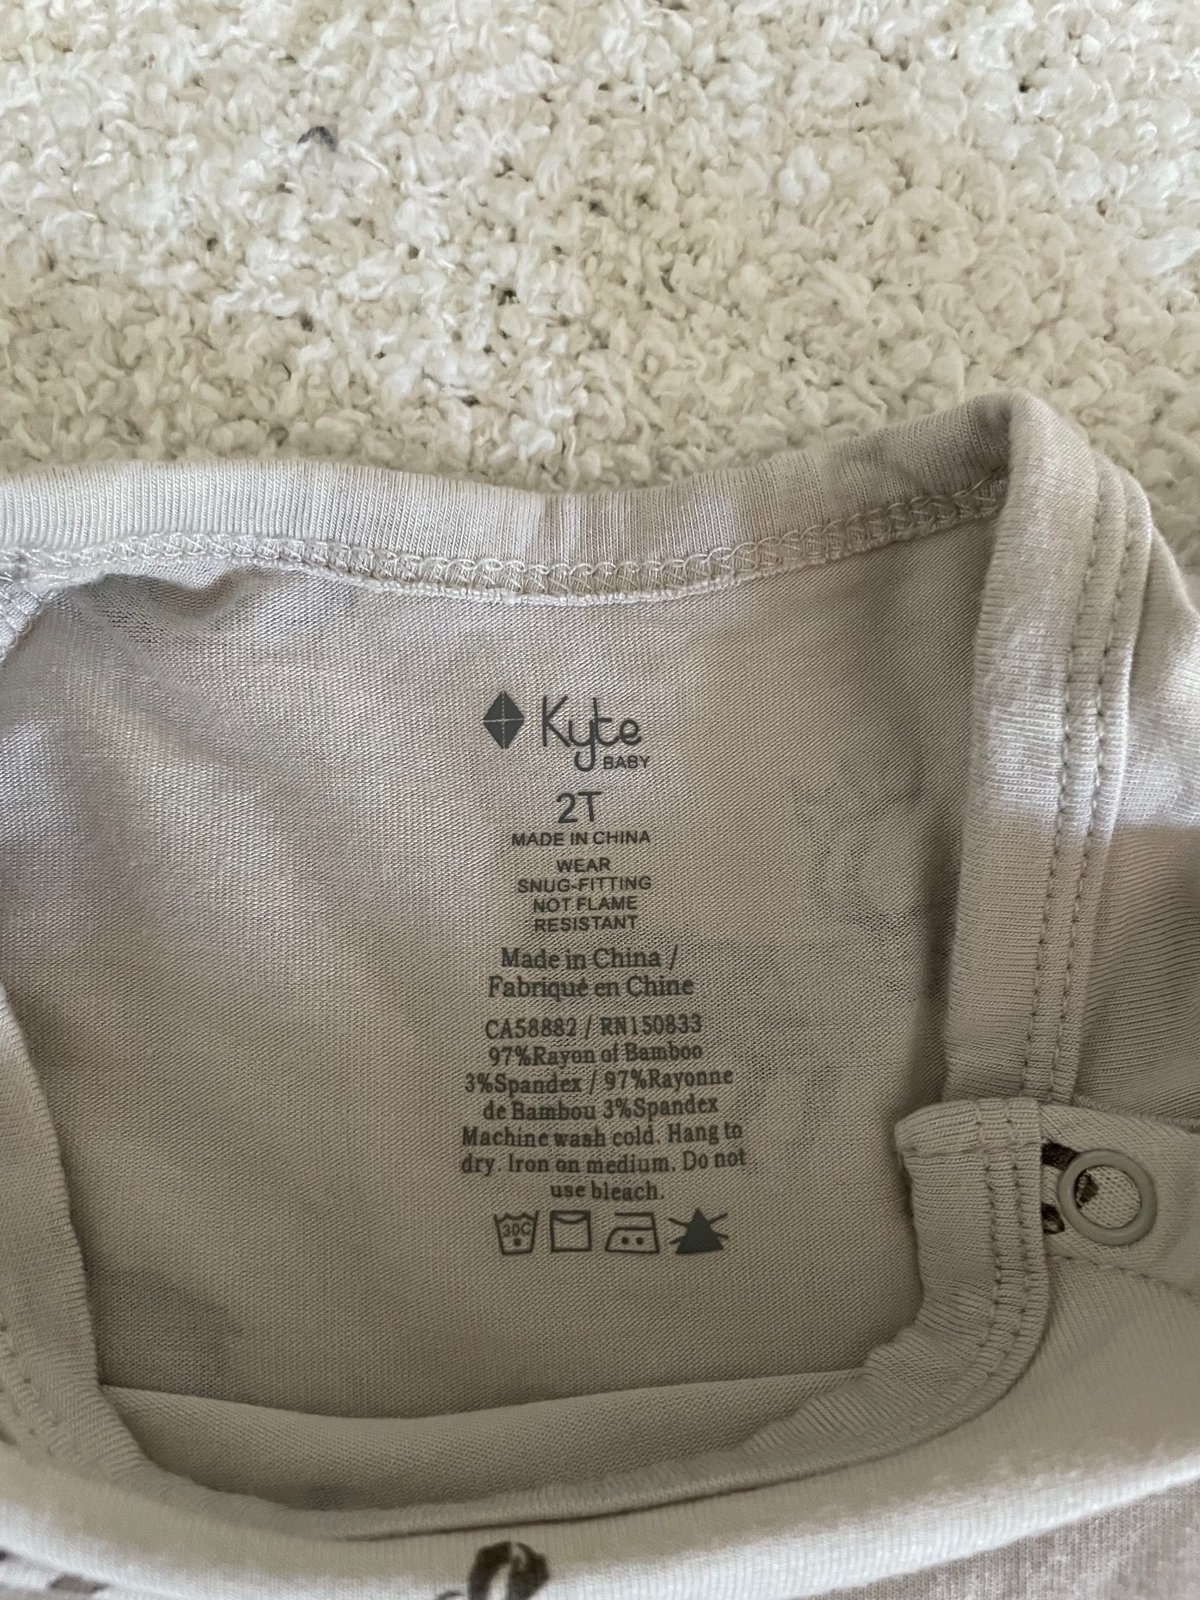 Kyte
BABY
2T
MADE IN CHINA
WEAR
SNUG-FITTING
NOT FLAME
RESISTANT
Made in China /
Fabriqué en Chine
CA58882 / RN150833
97%Rayon of Bamboo
3%Spandex / 97%Rayonne
de Bambou 3%Spandex
Machine wash cold. Hang to
dry. Iron on medium. Do not
use bleach.
30C